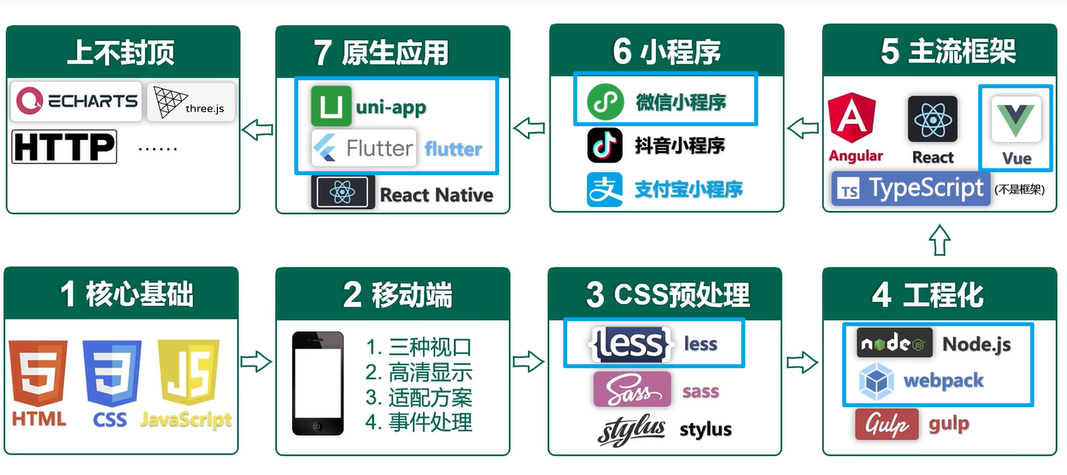 上不封顶
ECHARTS
three.js
HTTP
......
7 原生应用
uni-app
Flutter flutter
React Native
6 小程序
微信小程序
抖音小程序
支付宝小程序
5 主流框架
Angular
React
Vue
TS TypeScript (不是框架)
1 核心基础
5
3
JS
HTML
CSS
JavaScript
2 移动端
1. 三种视口
2. 高清显示
3. 适配方案
4. 事件处理
3 CSS预处理
{less} less
Sass sass
stylus stylus
4 工程化
node JS Node.js
webpack
Gulp gulp